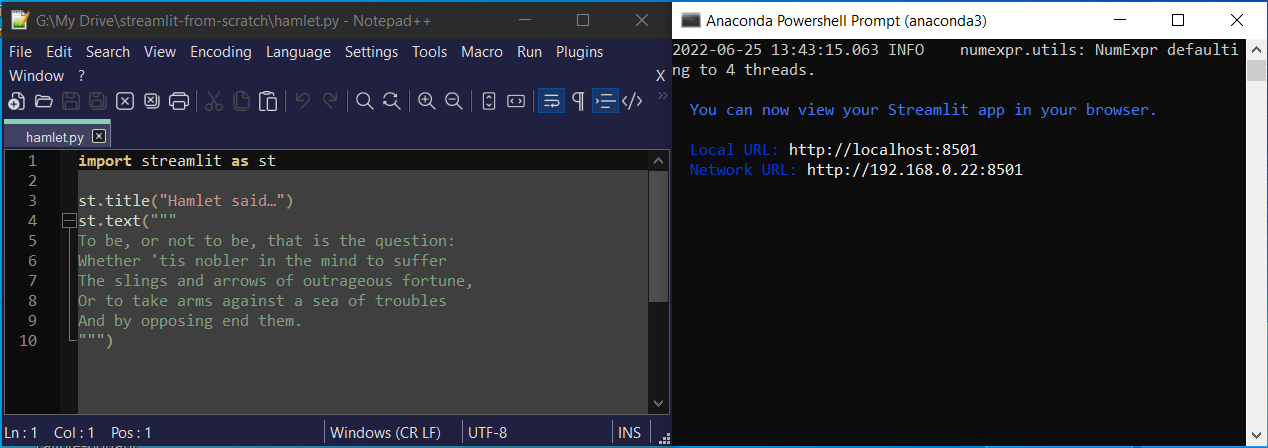 G:\My Drive\streamlit-from-scratch\hamlet.py - Notepad++
File Edit Search View Encoding Language Settings Tools Macro Run Plugins
Window ? X
hamlet.py
1 import streamlit as st
2
3 st.title("Hamlet said…")
4 st.text("""
5 To be, or not to be, that is the question:
6 Whether 'tis nobler in the mind to suffer
7 The slings and arrows of outrageous fortune,
8 Or to take arms against a sea of troubles
9 And by opposing end them.
10 """)
Ln : 1 Col : 1 Pos : 1 Windows (CR LF) UTF-8 INS
Anaconda Powershell Prompt (anaconda3)
2022-06-25 13:43:15.063 INFO    numexpr.utils: NumExpr defaulti
ng to 4 threads.
You can now view your Streamlit app in your browser.
Local URL: http://localhost:8501
Network URL: http://192.168.0.22:8501